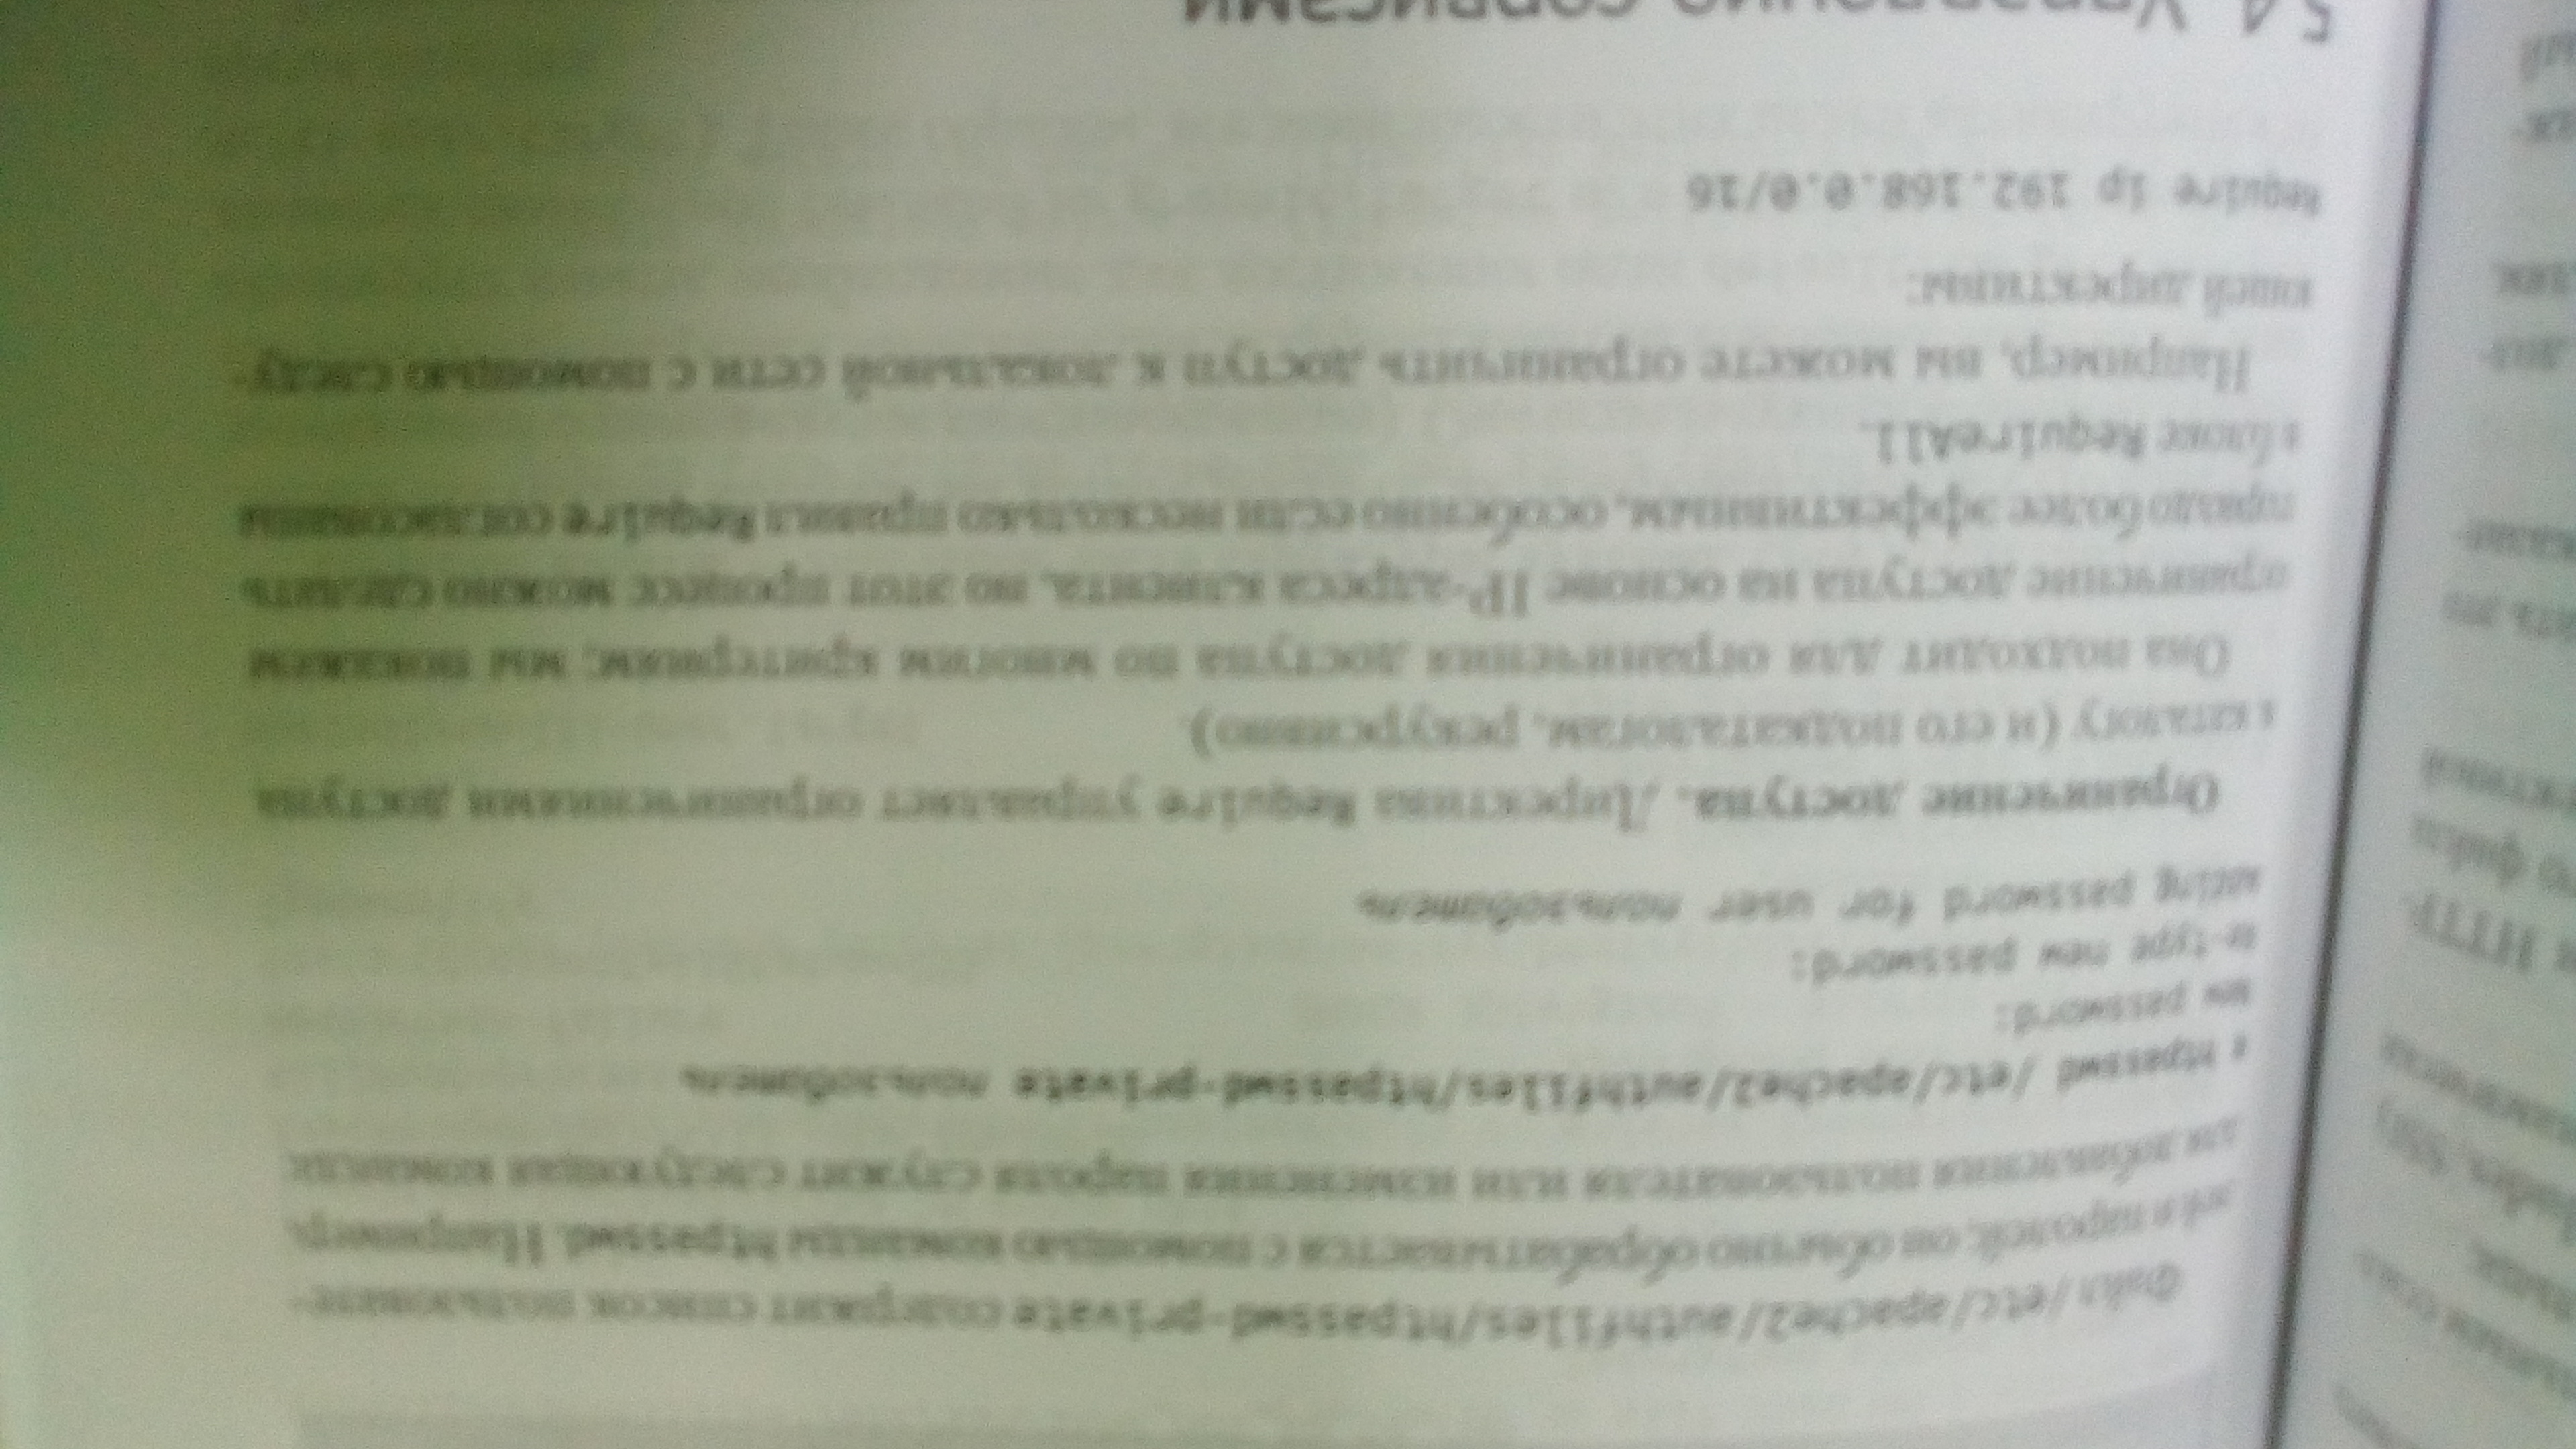 Файл /etc/apache2/authfiles/htpasswd-private содержит список пользовате-
лей и паролей; он обычно обрабатывается с помощью команды htpasswd. Например,
для добавления пользователя или изменения пароля служит следующая команда:
# htpasswd /etc/apache2/authfiles/htpasswd-private пользователь
New password:
Re-type new password:
Adding password for user пользователь
Ограничение доступа. Директива Require управляет ограничениями доступа
к каталогу (и его подкаталогам, рекурсивно).
Она подходит для ограничения доступа по многим критериям; мы покажем
ограничение доступа на основе IP-адреса клиента, но этот процесс можно сделать
гораздо более эффективным, особенно если несколько правил Require согласованы
в блоке RequireAll.
Например, вы можете ограничить доступ к локальной сети с помощью следу-
ющей директивы:
Require ip 192.168.0.0/16
5.4. Управление сервисами